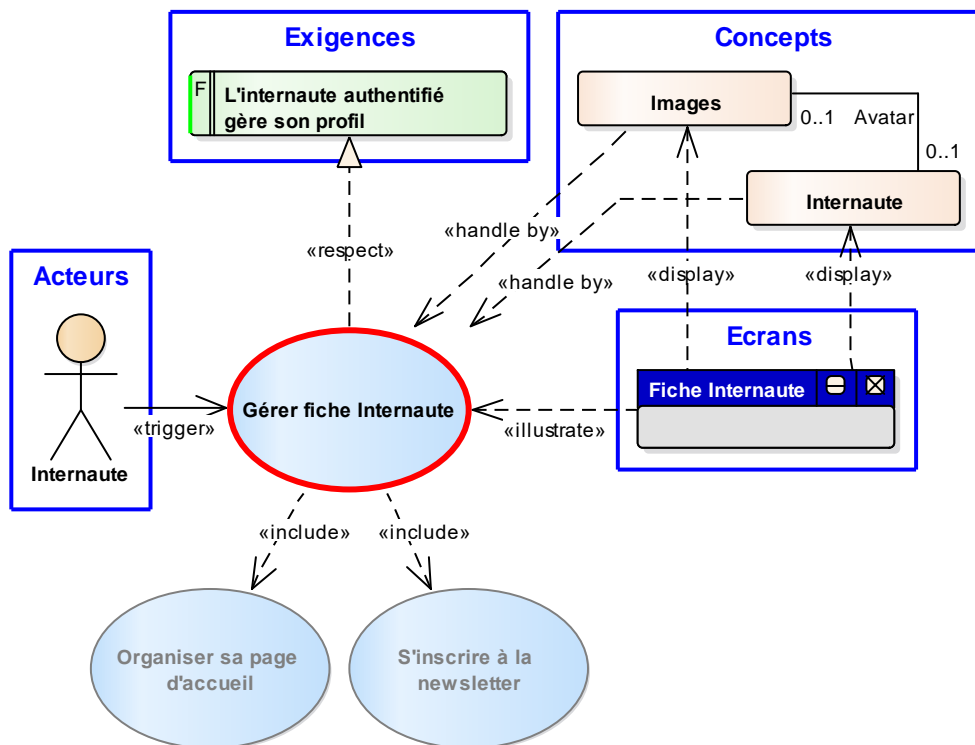 Exigences
F
L'internaute authentifié
gère son profil
Concepts
Images
0..1
Avatar
0..1
Internaute
«handle by»
«respect»
«handle by»
«display»
«display»
Acteurs
Internaute
«trigger»
Gérer fiche Internaute
Ecrans
Fiche Internaute
«illustrate»
«include»
«include»
Organiser sa page
d'accueil
S'inscrire à la
newsletter